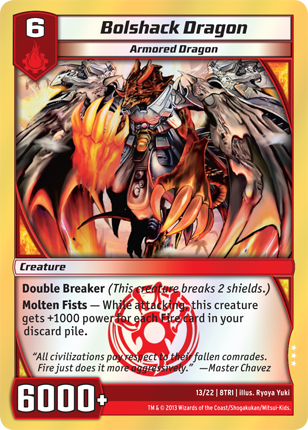 6
Bolshack Dragon
Armored Dragon
Creature
Double Breaker (This creature breaks 2 shields.)
Molten Fists — While attacking, this creature
gets +1000 power for each Fire card in your
discard pile.
"All civilizations pay respect to their fallen comrades.
Fire just does it more aggressively." —Master Chavez
6000+
13/22 | 8TRI | illus. Ryoya Yuki
TM & © 2013 Wizards of the Coast/Shogakukan/Mitsui-Kids.